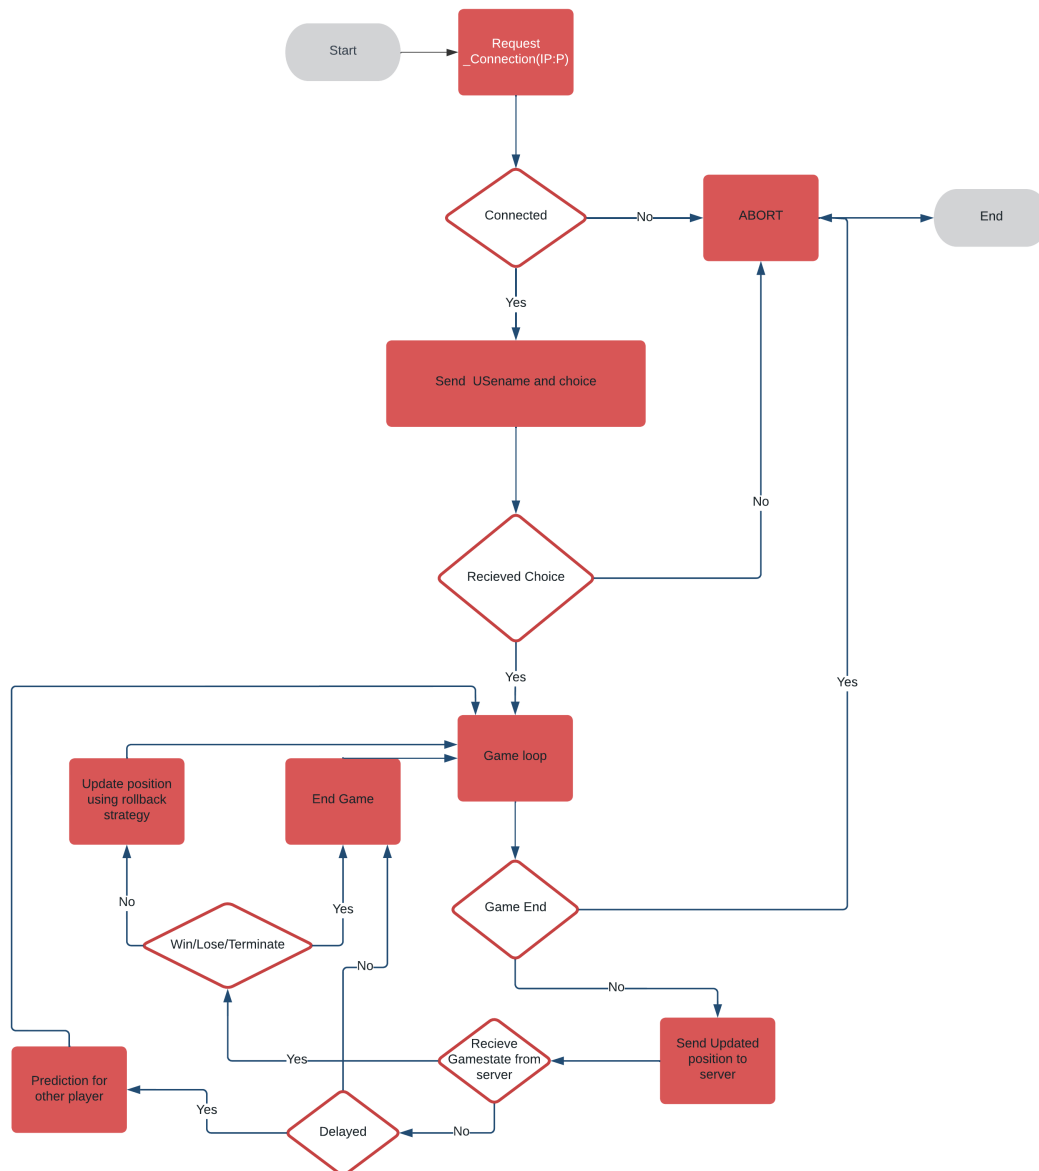 Start
Request
_Connection(IP:P)
Connected
No
ABORT
End
Yes
Send  USename and choice
No
Recieved Choice
Yes
Yes
Game loop
Update position
using rollback
strategy
End Game
No
Yes
Game End
Win/Lose/Terminate
No
No
Recieve
Gamestate from
server
Send Updated
position to
server
Yes
Prediction for
other player
Yes
Delayed
No